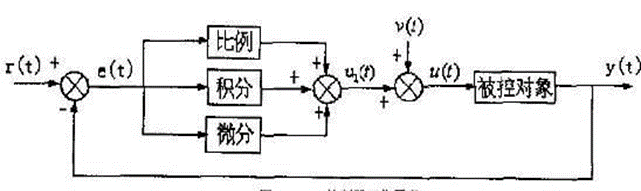 r(t)
+
-
e(t)
比例
积分
微分
+
+
+
u₁(t)
v(t)
+
+
u(t)
被控对象
y(t)